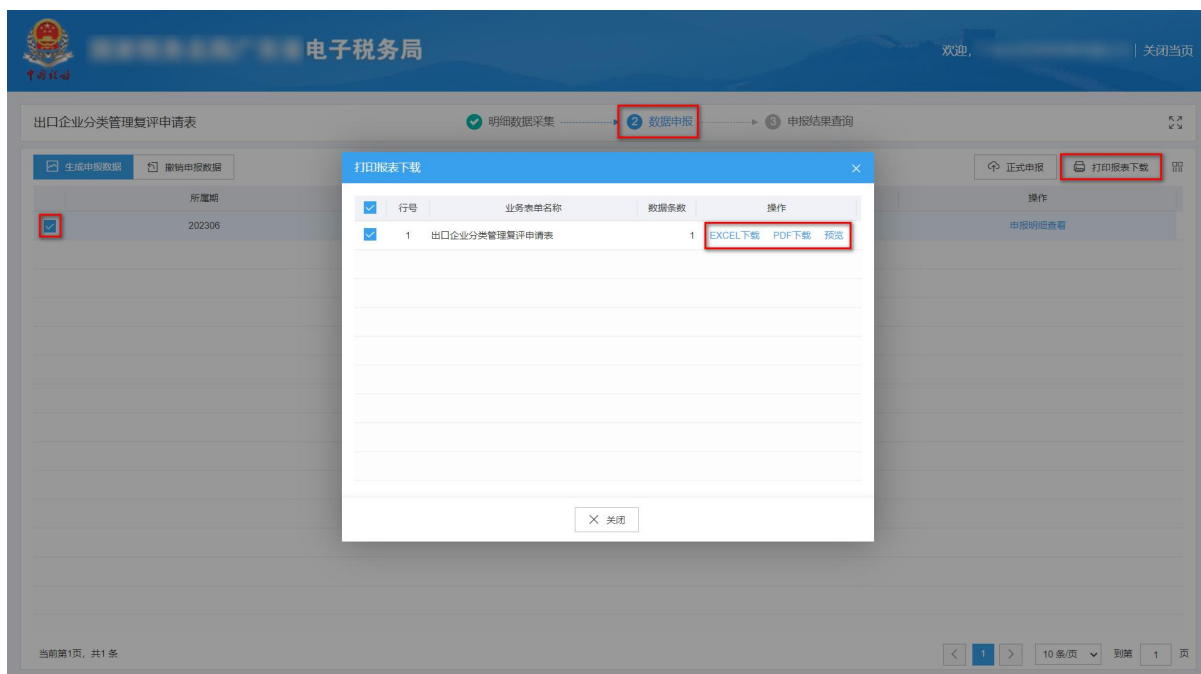 电子税务局
欢迎, | 关闭当页
中国税务
出口企业分类管理复评申请表 明细数据采集 2 数据申报 3 申报结果查询
生成申报数据 撤销申报数据 打印报表下载 正式申报 打印报表下载
所属期 行号 业务表单名称 数据条数 操作 操作
202306 1 出口企业分类管理复评申请表 1 EXCEL下载 PDF下载 预览 申报明细查看
关闭
当前第1页, 共1条 1 10条/页 到第 1 页